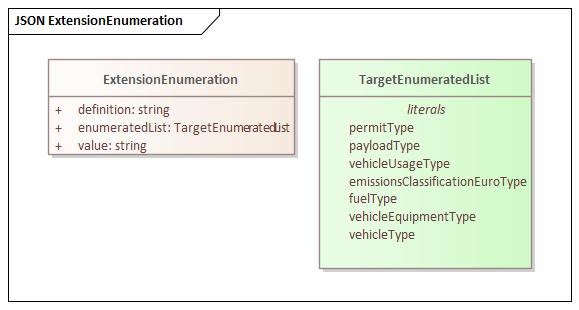 JSON ExtensionEnumeration
ExtensionEnumeration
+ definition: string
+ enumeratedList: TargetEnumeratedList
+ value: string
TargetEnumeratedList
literals
permitType
payloadType
vehicleUsageType
emissionsClassificationEuroType
fuelType
vehicleEquipmentType
vehicleType